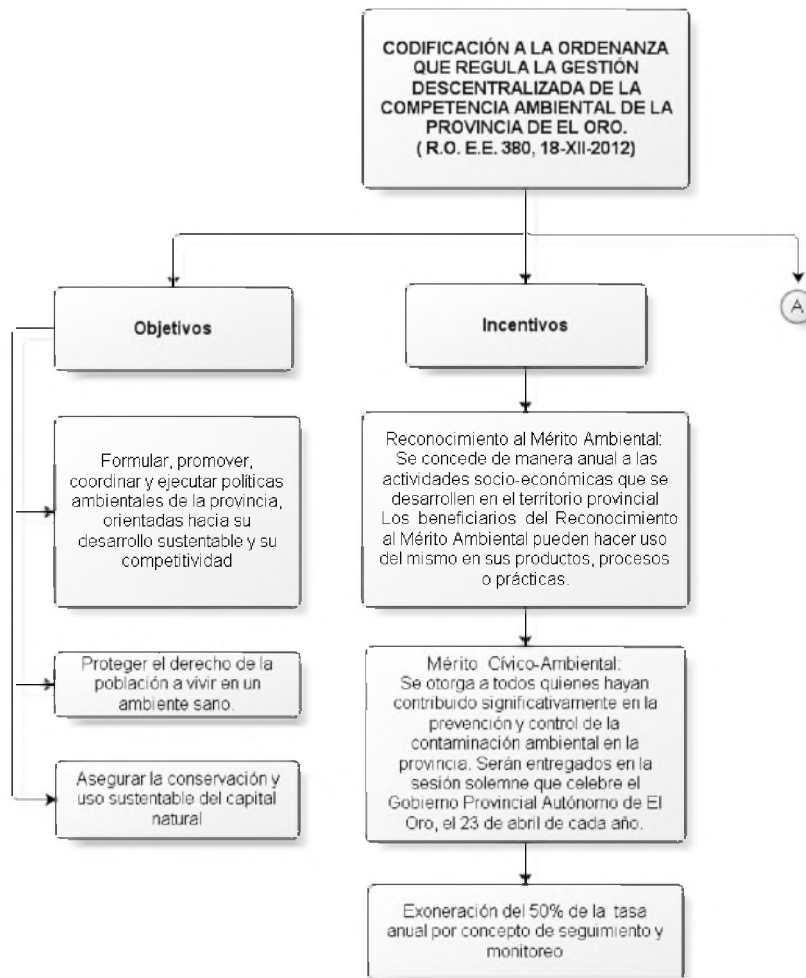 CODIFICACIÓN A LA ORDENANZA
QUE REGULA LA GESTIÓN
DESCENTRALIZADA DE LA
COMPETENCIA AMBIENTAL DE LA
PROVINCIA DE EL ORO.
( R.O. E.E. 380, 18-XII-2012)
Objetivos
Incentivos
A
Formular, promover,
coordinar y ejecutar políticas
ambientales de la provincia,
orientadas hacia su
desarrollo sustentable y su
competitividad
Proteger el derecho de la
población a vivir en un
ambiente sano.
Asegurar la conservación y
uso sustentable del capital
natural
Reconocimiento al Mérito Ambiental:
Se concede de manera anual a las
actividades socio-económicas que se
desarrollen en el territorio provincial
Los beneficiarios del Reconocimiento
al Mérito Ambiental pueden hacer uso
del mismo en sus productos, procesos
o prácticas.
Mérito Cívico-Ambiental:
Se otorga a todos quienes hayan
contribuido significativamente en la
prevención y control de la
contaminación ambiental en la
provincia. Serán entregados en la
sesión solemne que celebre el
Gobierno Provincial Autónomo de El
Oro, el 23 de abril de cada año.
Exoneración del 50% de la tasa
anual por concepto de seguimiento y
monitoreo